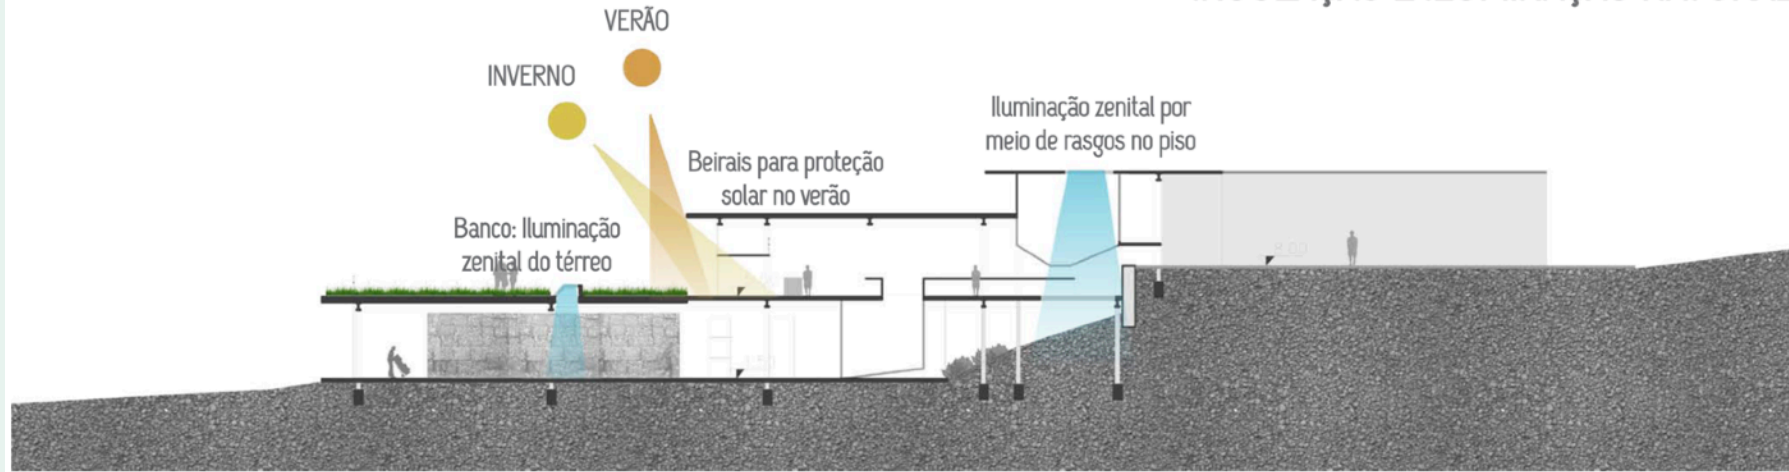 VERÃO
INVERNO
Iluminação zenital por
meio de rasgos no piso
Beirais para proteção
solar no verão
Banco: Iluminação
zenital do térreo